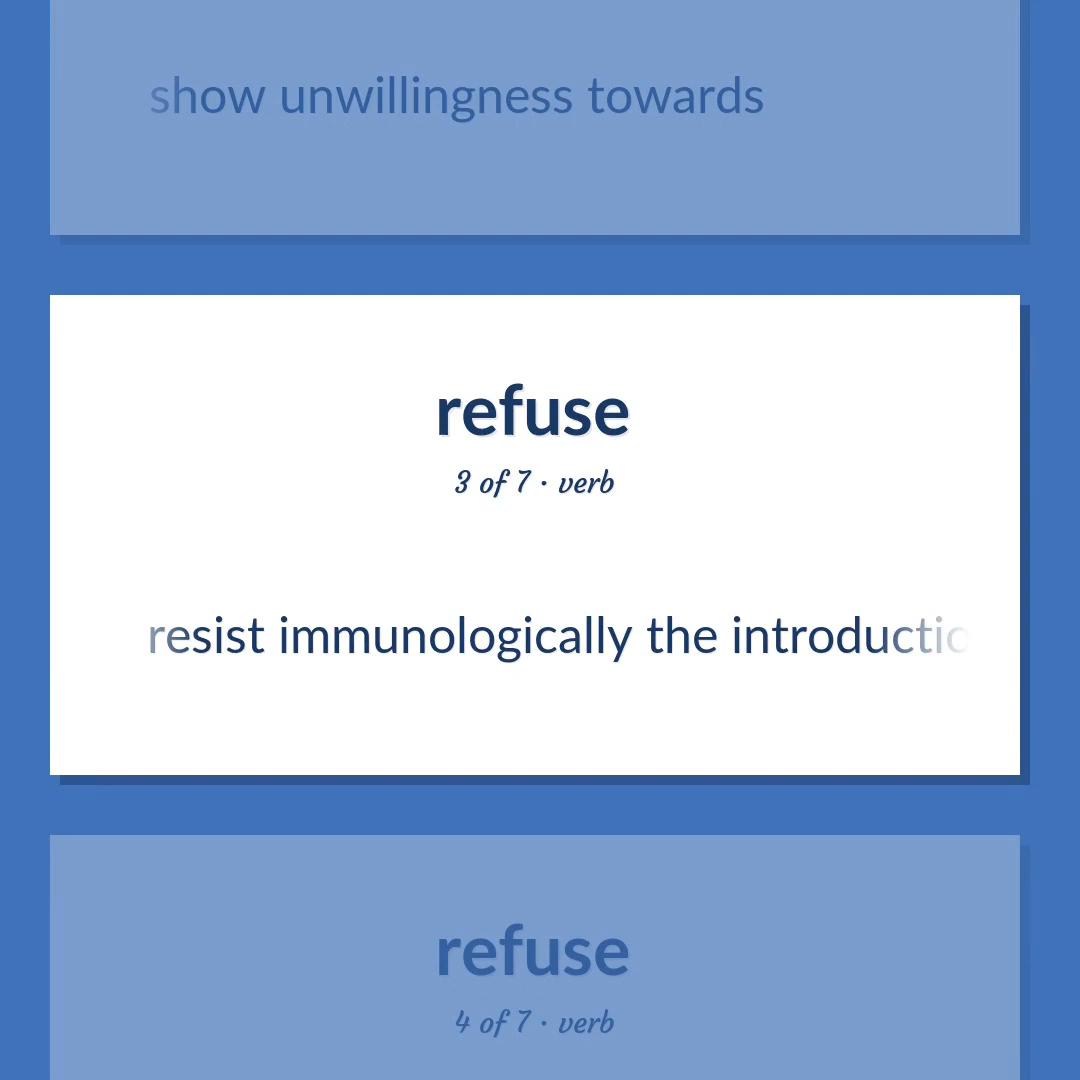 show unwillingness towards
refuse
3 of 7 · verb
resist immunologically the introductio
refuse
4 of 7 · verb